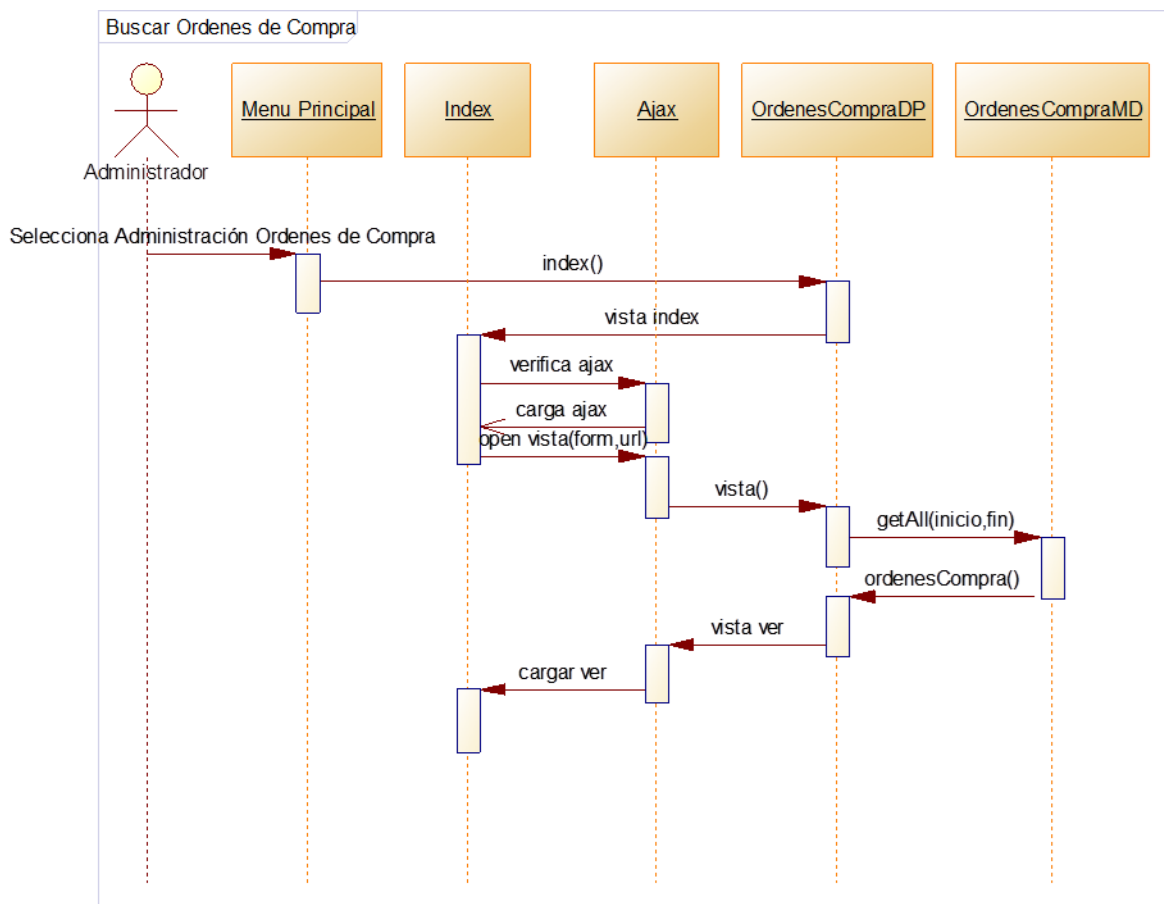 Buscar Ordenes de Compra
Administrador
Menu Principal
Index
Ajax
OrdenesCompraDP
OrdenesCompraMD
Selecciona Administración Ordenes de Compra
index()
vista index
verifica ajax
carga ajax
open vista(form,url)
vista()
getAll(inicio,fin)
ordenesCompra()
vista ver
cargar ver